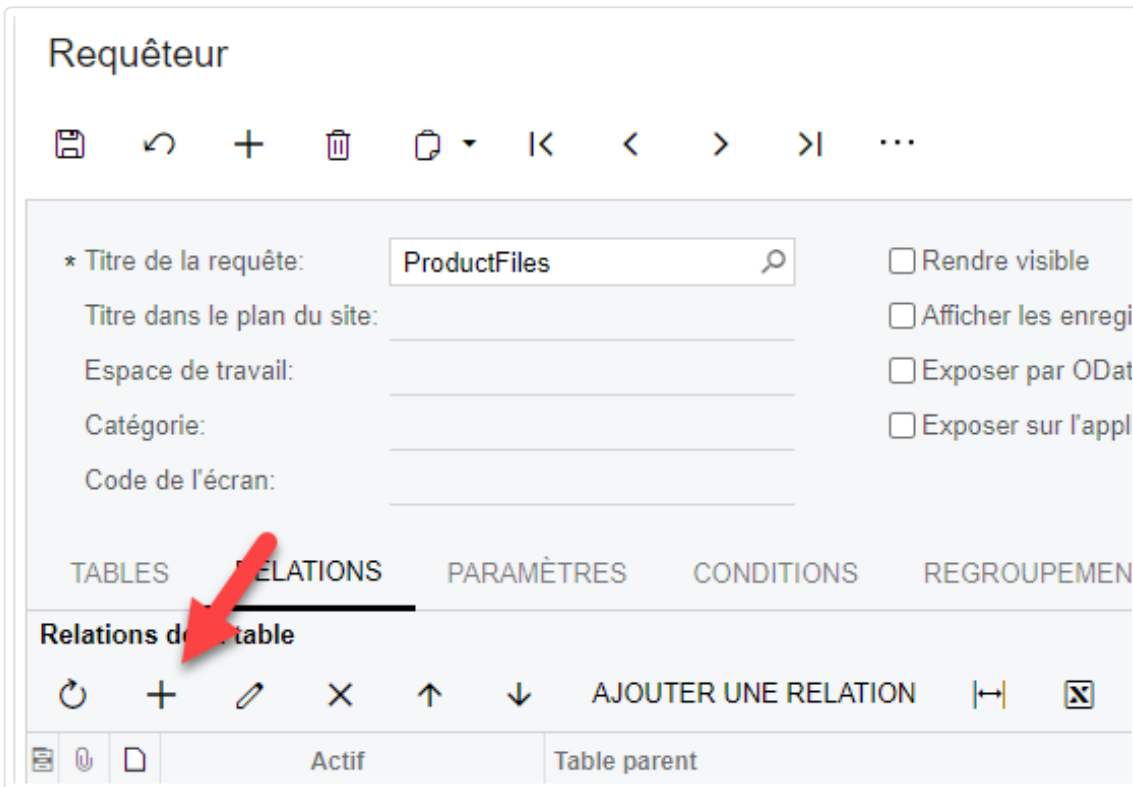 Requêteur
* Titre de la requête: ProductFiles Rendre visible
Titre dans le plan du site: Afficher les enregi
Espace de travail: Exposer par ODat
Catégorie: Exposer sur l'appli
Code de l'écran:
TABLES RELATIONS PARAMÈTRES CONDITIONS REGROUPEMEN
Relations de table
AJOUTER UNE RELATION
Actif Table parent